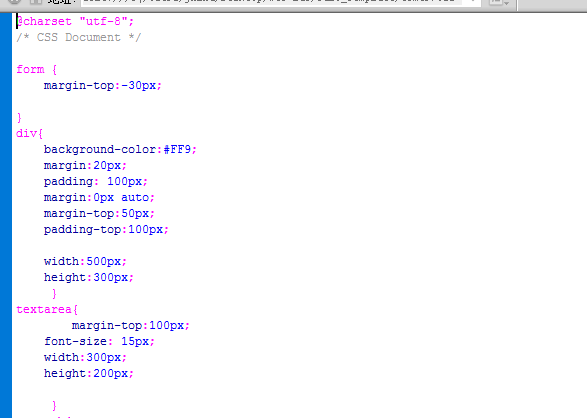 地址:
@charset "utf-8";
/* CSS Document */
form {
margin-top:-30px;
}
div{
background-color:#FF9;
margin:20px;
padding: 100px;
margin:0px auto;
margin-top:50px;
padding-top:100px;
width:500px;
height:300px;
}
textarea{
margin-top:100px;
font-size: 15px;
width:300px;
height:200px;
}